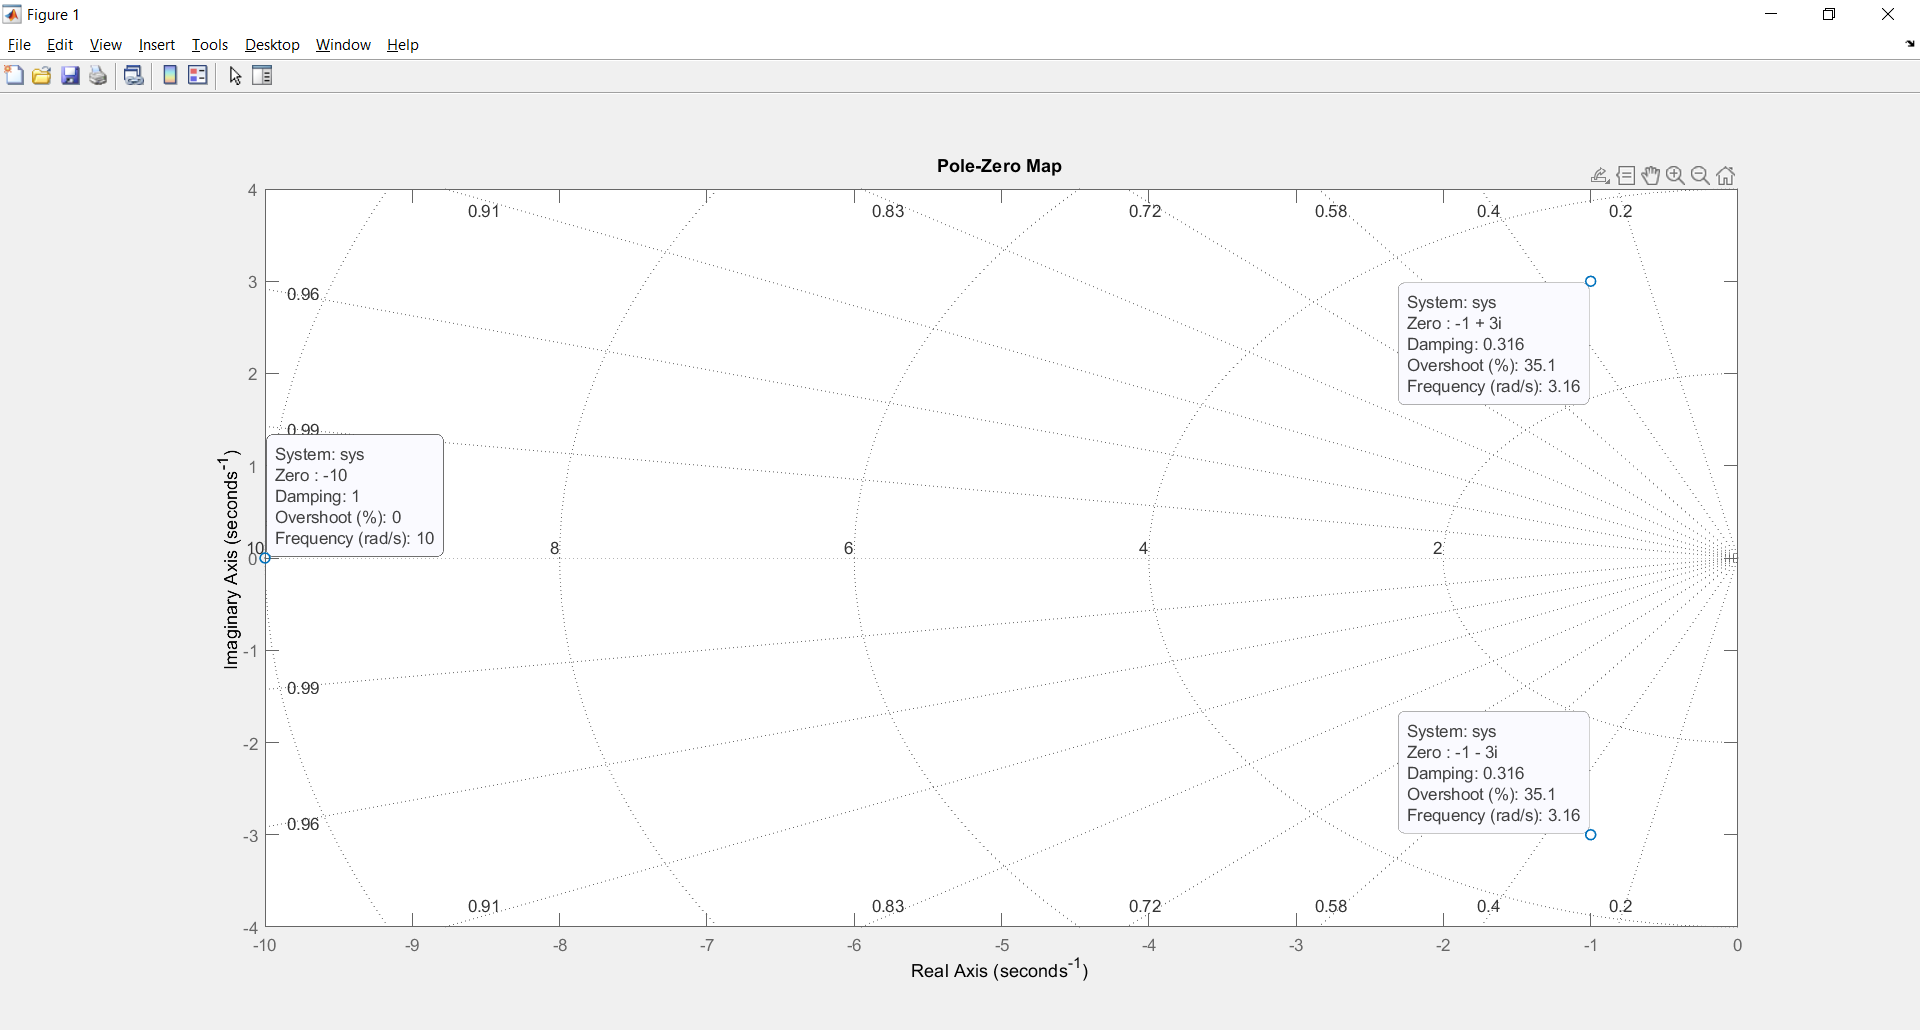 Figure 1
File Edit View Insert Tools Desktop Window Help
Pole-Zero Map
4
3
2
1
0
-1
-2
-3
-4
0.91
0.83
0.72
0.58
0.4
0.2
0.96
0.99
System: sys
Zero : -1 + 3i
Damping: 0.316
Overshoot (%): 35.1
Frequency (rad/s): 3.16
System: sys
Zero : -10
Damping: 1
Overshoot (%): 0
Frequency (rad/s): 10
10
8
6
4
2
0.99
0.96
System: sys
Zero : -1 - 3i
Damping: 0.316
Overshoot (%): 35.1
Frequency (rad/s): 3.16
0.91
0.83
0.72
0.58
0.4
0.2
-10
-9
-8
-7
-6
-5
-4
-3
-2
-1
0
Imaginary Axis (seconds⁻¹)
Real Axis (seconds⁻¹)